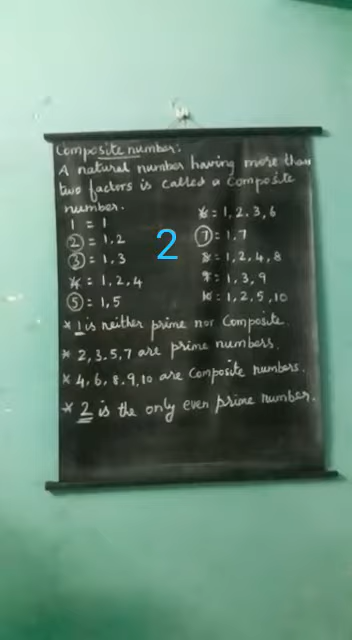 Composite number:
A natural number having more than
two factors is called a Composite
number.
1 = 1
2 = 1,2
3 = 1,3
4 = 1,2,4
5 = 1,5
6 = 1,2,3,6
7 = 1,7
8 = 1,2,4,8
9 = 1,3,9
10 = 1,2,5,10
2
* 1 is neither prime nor Composite.
* 2,3,5,7 are prime numbers.
* 4,6,8,9,10 are Composite numbers.
* 2 is the only even prime number.